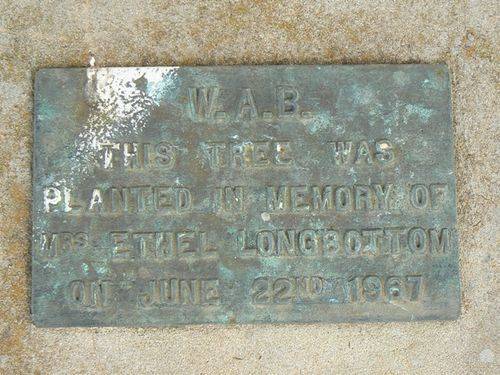 W.A.B.
THIS TREE WAS
PLANTED IN MEMORY OF
MRS. ETHEL LONGBOTTOM
ON JUNE 22ND 1967